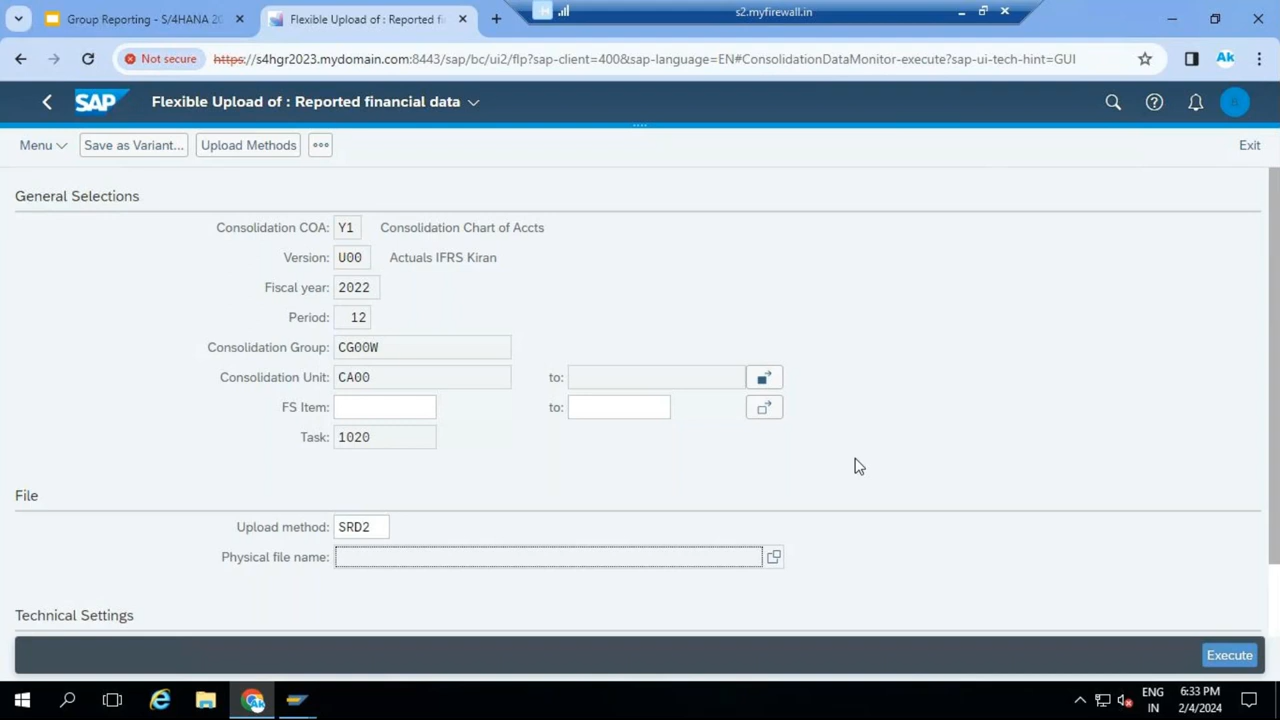 Group Reporting - S/4HANA 20
Flexible Upload of : Reported fi
s2.myfirewall.in
Not secure
https://s4hgr2023.mydomain.com:8443/sap/bc/ui2/flp?sap-client=400&sap-language=EN#ConsolidationDataMonitor-execute?sap-ui-tech-hint=GUI
Ak
SAP
Flexible Upload of : Reported financial data
Menu
Save as Variant...
Upload Methods
Exit
General Selections
Consolidation COA: Y1 Consolidation Chart of Accts
Version: U00 Actuals IFRS Kiran
Fiscal year: 2022
Period: 12
Consolidation Group: CG00W
Consolidation Unit: CA00 to:
FS Item: to:
Task: 1020
File
Upload method: SRD2
Physical file name:
Technical Settings
Execute
Ak
ENG
IN
6:33 PM
2/4/2024